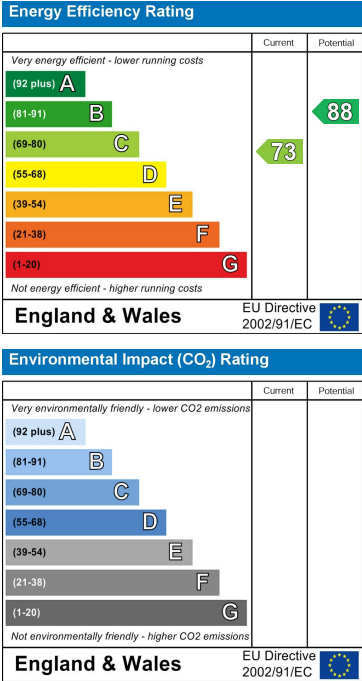 Energy Efficiency Rating
Current Potential
Very energy efficient - lower running costs
(92 plus) A
(81-91) B
88
(69-80) C
73
(55-68) D
(39-54) E
(21-38) F
(1-20) G
Not energy efficient - higher running costs
England & Wales
EU Directive
2002/91/EC
Environmental Impact (CO₂) Rating
Current Potential
Very environmentally friendly - lower CO2 emissions
(92 plus) A
(81-91) B
(69-80) C
(55-68) D
(39-54) E
(21-38) F
(1-20) G
Not environmentally friendly - higher CO2 emissions
England & Wales
EU Directive
2002/91/EC